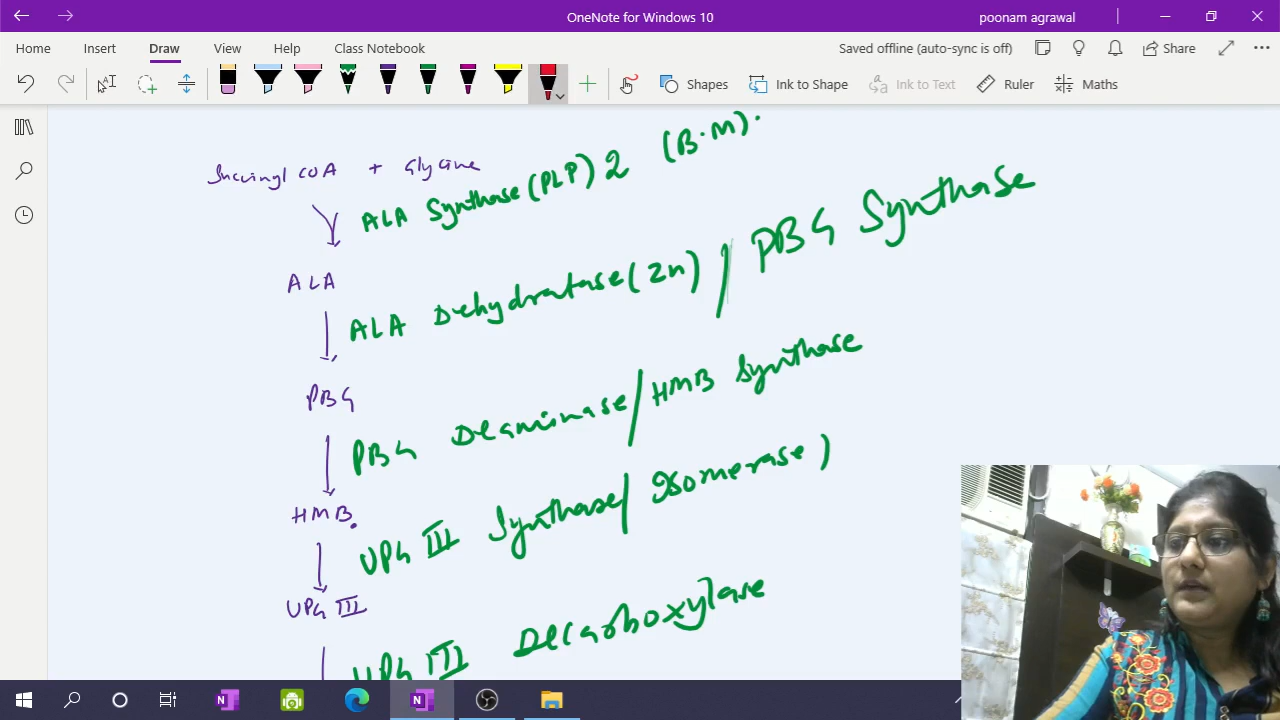 OneNote for Windows 10
poonam agrawal
Home Insert Draw View Help Class Notebook
Saved offline (auto-sync is off) Share
Shapes Ink to Shape Ink to Text Ruler Maths
Succinyl COA + Glycine
ALA Synthase (PLP) 2 (B.M).
ALA
ALA Dehydratase (Zn) / PBG Synthase
PBG
PBG Deaminase / HMB Synthase
HMB
UPG III Synthase / Isomerase )
UPG III
UPG III Decarboxylase